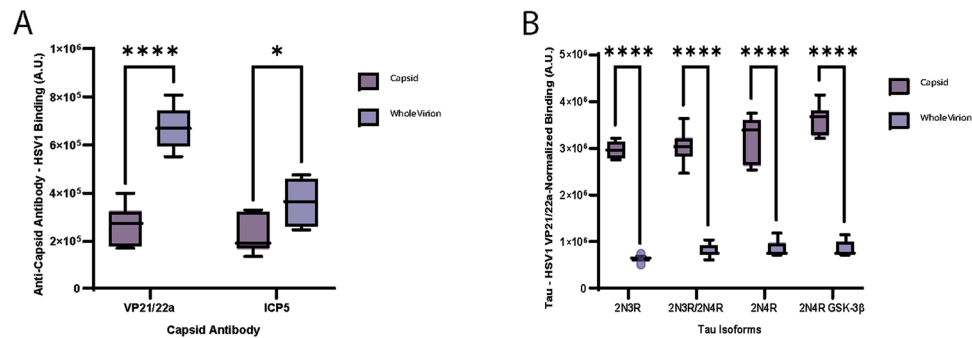 A
Anti-Capsid Antibody - HSV1 Binding (A.U.)
1×10⁶
8×10⁵
6×10⁵
4×10⁵
2×10⁵
0
****
*
VP21/22a
ICP5
Capsid Antibody
Capsid
Whole Virion
B
Tau - HSV1 VP21/22a-Normalized Binding (A.U.)
5×10⁶
4×10⁶
3×10⁶
2×10⁶
1×10⁶
0
**** **** **** ****
2N3R
2N3R/2N4R
2N4R
2N4R GSK-3β
Tau Isoforms
Capsid
Whole Virion